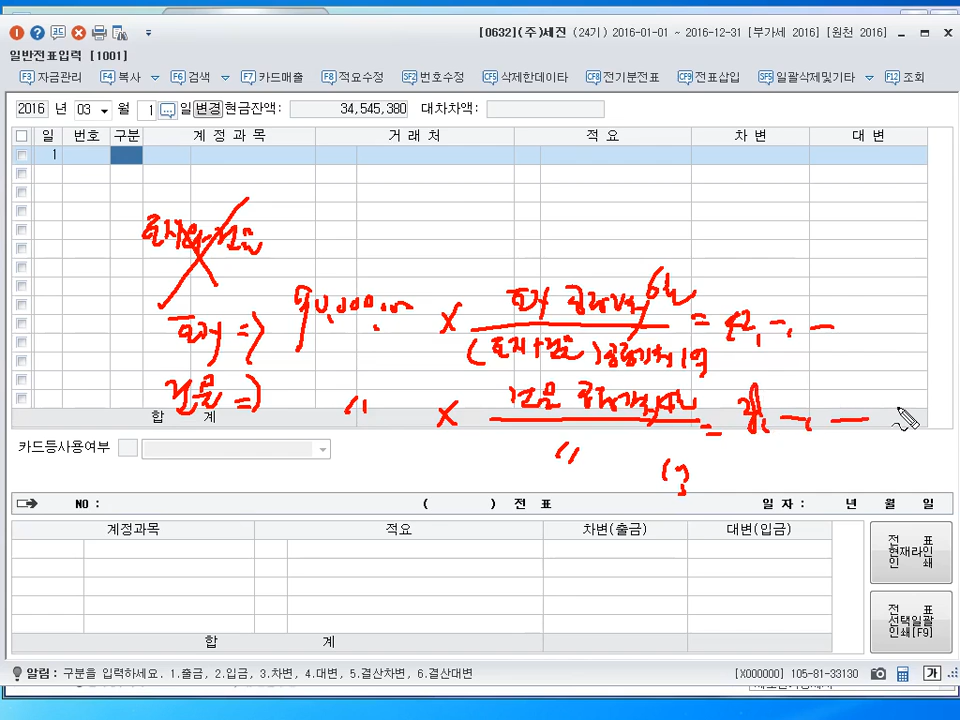 [0632](주)세진 (24기) 2016-01-01 ~ 2016-12-31 [부가세 2016] [원천 2016]
일반전표입력 [1001]
F3 자금관리 F4 복사 F6 검색 F7 카드매출 F8 적요수정 SF2 번호수정 CF5 삭제한데이타 CF8 전기분전표 CF9 전표삽입 SF5 일괄삭제및기타 F12 조회
2016 년 03 월 1 일 변경 현금잔액: 34,545,380 대차차액:
일 번호 구분 계정과목 거래처 적요 차변 대변
1
토지 => 90,000,000 × 토지 공정가액 6억 =
(토지+건물) 공정가액 10억
건물 => " × 건물 공정가액 4억 =
"
합 계
카드등사용여부
NO : ( ) 전 표 일 자 : 년 월 일
계정과목 적요 차변(출금) 대변(입금)
전 표
현재라인
인 쇄
전 표
선택일괄
인쇄[F9]
합 계
알림: 구분을 입력하세요. 1.출금, 2.입금, 3.차변, 4.대변, 5.결산차변, 6.결산대변 [X000000] 105-81-33130 가